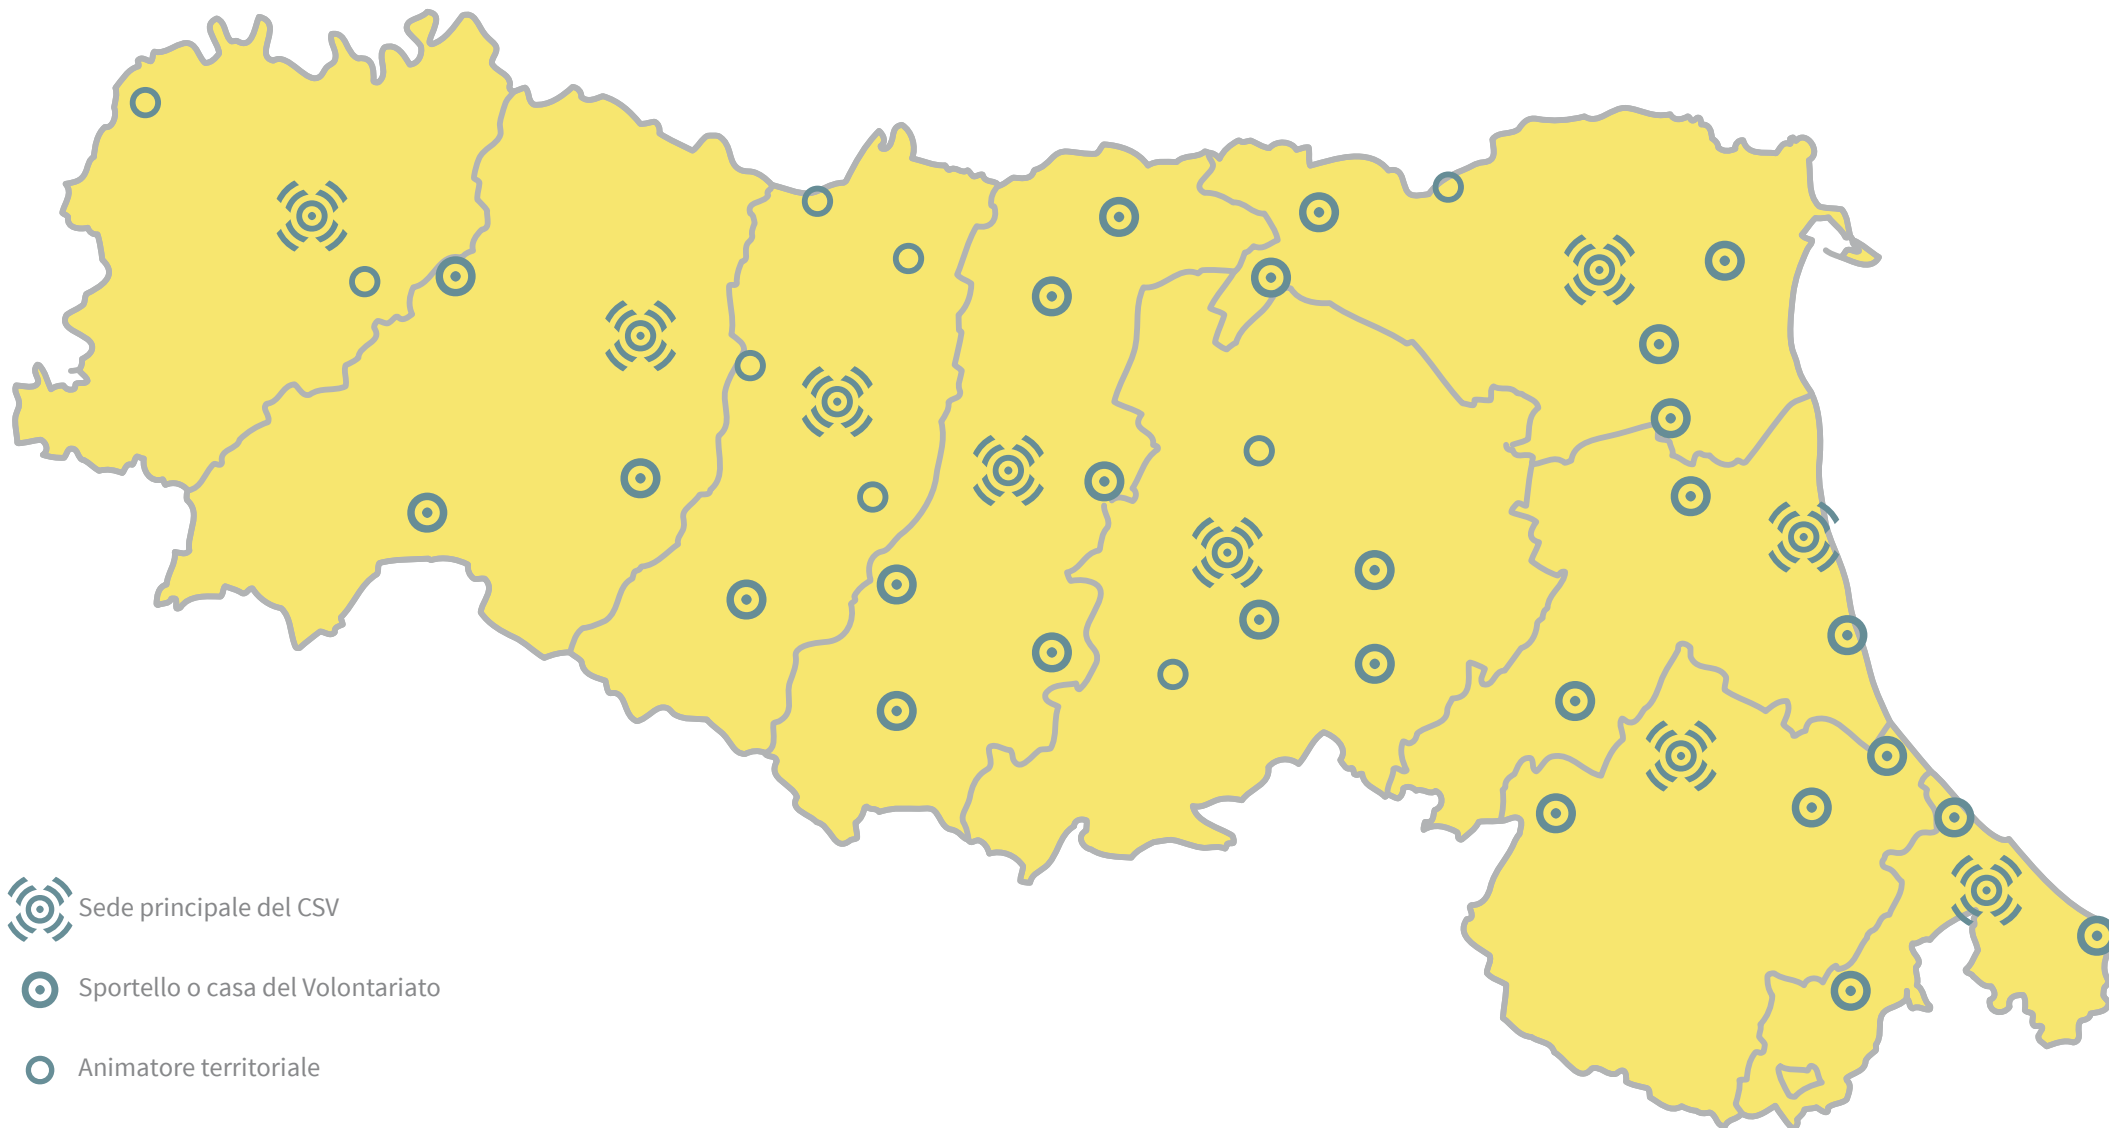 Sede principale del CSV
Sportello o casa del Volontariato
Animatore territoriale